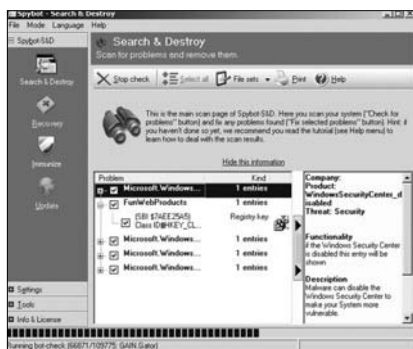 Spybot - Search & Destroy
File Mode Language Help
Spybot-S&D
Search & Destroy
Scan for problems and remove them.
Stop check Select all File sets Print Help
Search & Destroy
Recovery
Immunize
Update
This is the main scan page of Spybot-S&D. Here you scan your system ("Check for
problems" button) and fix any problems found ("Fix selected problems" button). Hint: if
you haven't done so yet, we recommend you read the tutorial (see Help menu) to
learn how to deal with the scan results.
Hide this information
Problem Kind
Microsoft.Windows... 1 entries
FunWebProducts 1 entries
(SBI $7AEE25A5) Registry key
Class ID@HKEY_CL...
Microsoft.Windows... 1 entries
Microsoft.Windows... 1 entries
Microsoft.Windows... 1 entries
Company:
Product:
WindowsSecurityCenter_d
isabled
Threat: Security
Functionality
if the Windows Security Center
is disabled this entry will be
shown
Description
Malware can disable the
Windows Security Center to
make your System more
vulnerable.
Settings
Tools
Info & License
Running bot-check (66871/109775: GAIN.Gator)